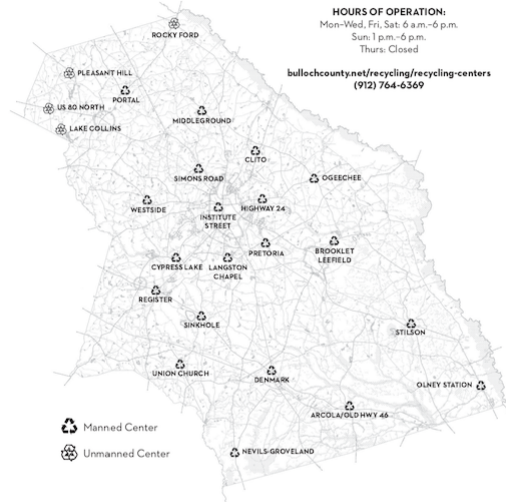 HOURS OF OPERATION:
Mon–Wed, Fri, Sat: 6 a.m.–6 p.m.
Sun: 1 p.m.–6 p.m.
Thurs: Closed
bullochcounty.net/recycling/recycling-centers
(912) 764-6369
ROCKY FORD
PLEASANT HILL
PORTAL
US 80 NORTH
LAKE COLLINS
MIDDLEGROUND
CLITO
SIMONS ROAD
OGEECHEE
WESTSIDE
HIGHWAY 24
INSTITUTE
STREET
PRETORIA
BROOKLET
LEEFIELD
CYPRESS LAKE
LANGSTON
CHAPEL
REGISTER
SINKHOLE
STILSON
UNION CHURCH
DENMARK
OLNEY STATION
ARCOLA/OLD HWY 46
NEVILS-GROVELAND
Manned Center
Unmanned Center